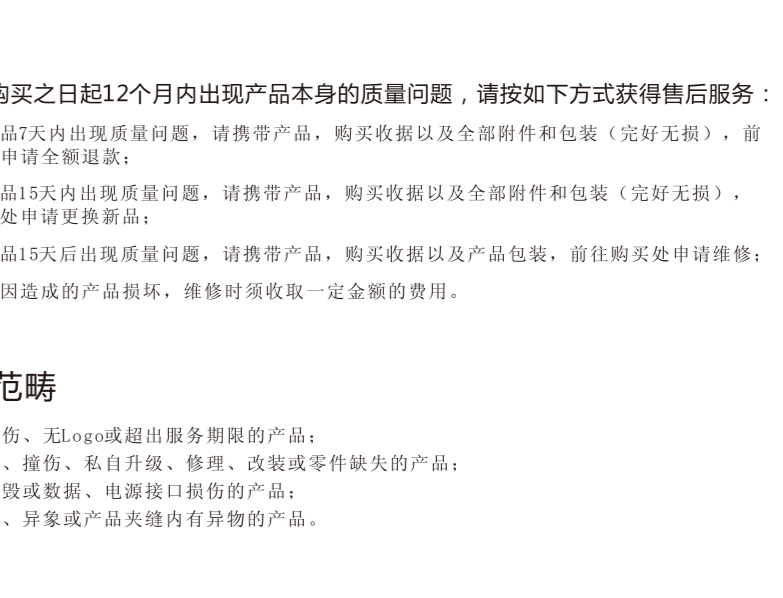 购买之日起12个月内出现产品本身的质量问题，请按如下方式获得售后服务：
品7天内出现质量问题，请携带产品，购买收据以及全部附件和包装（完好无损），前
申请全额退款；
品15天内出现质量问题，请携带产品，购买收据以及全部附件和包装（完好无损），
处申请更换新品；
品15天后出现质量问题，请携带产品，购买收据以及产品包装，前往购买处申请维修；
因造成的产品损坏，维修时须收取一定金额的费用。
范畴
伤、无Logo或超出服务期限的产品；
、撞伤、私自升级、修理、改装或零件缺失的产品；
毁或数据、电源接口损伤的产品；
、异象或产品夹缝内有异物的产品。